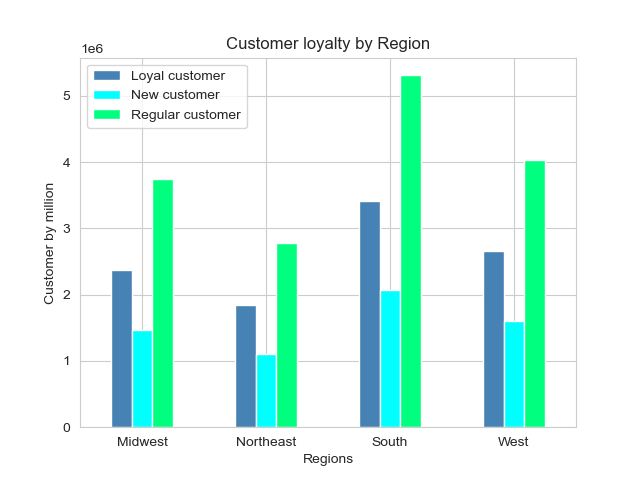 Customer loyalty by Region
1e6
Loyal customer
New customer
Regular customer
5
4
3
2
1
0
Customer by million
Midwest Northeast South West
Regions